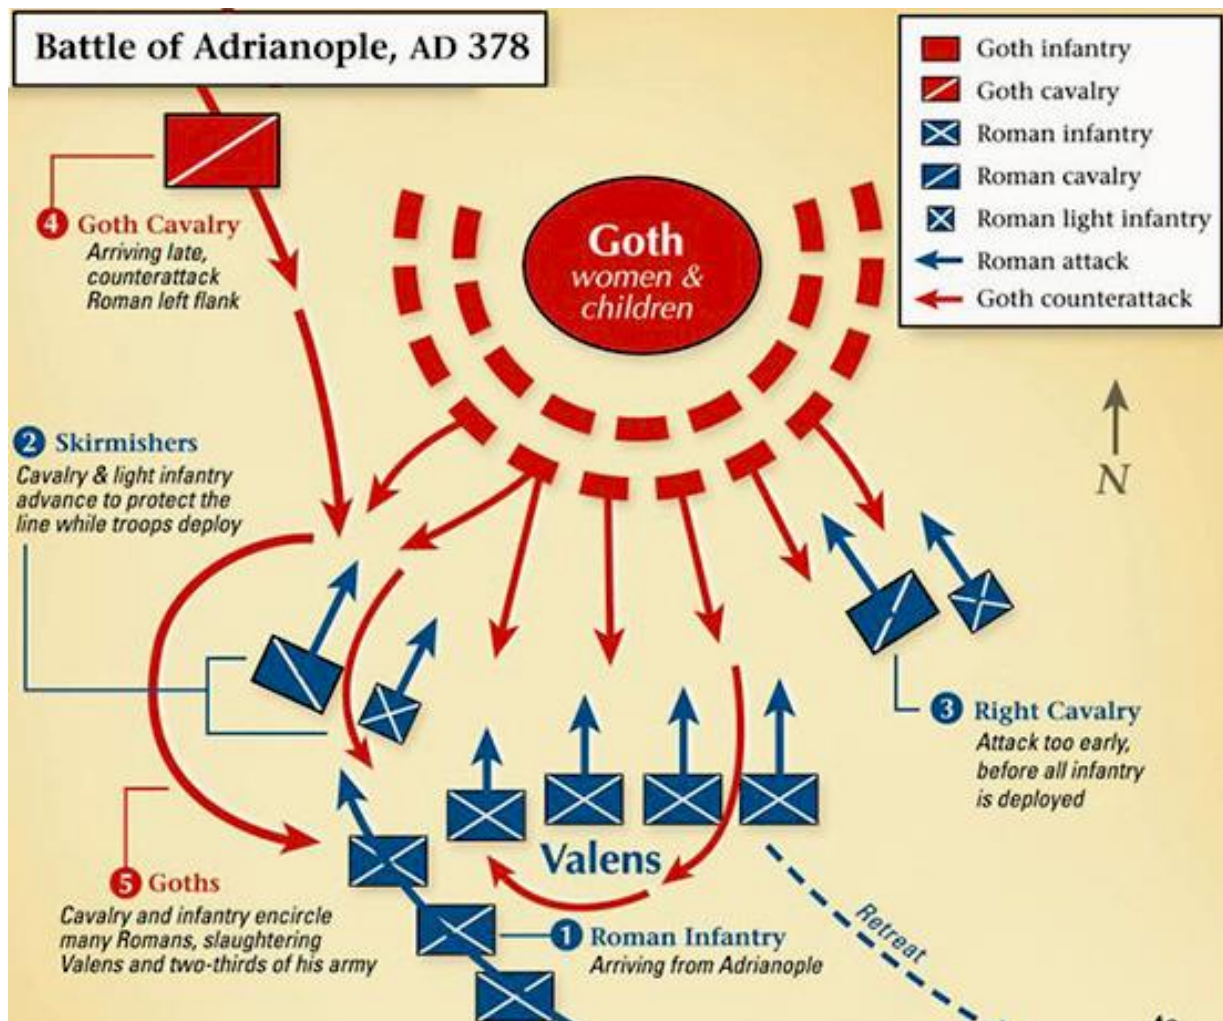 Battle of Adrianople, AD 378
Goth infantry
Goth cavalry
Roman infantry
Roman cavalry
Roman light infantry
Roman attack
Goth counterattack
4 Goth Cavalry
Arriving late,
counterattack
Roman left flank
Goth
women &
children
N
2 Skirmishers
Cavalry & light infantry
advance to protect the
line while troops deploy
3 Right Cavalry
Attack too early,
before all infantry
is deployed
Valens
5 Goths
Cavalry and infantry encircle
many Romans, slaughtering
Valens and two-thirds of his army
1 Roman Infantry
Arriving from Adrianople
Retreat